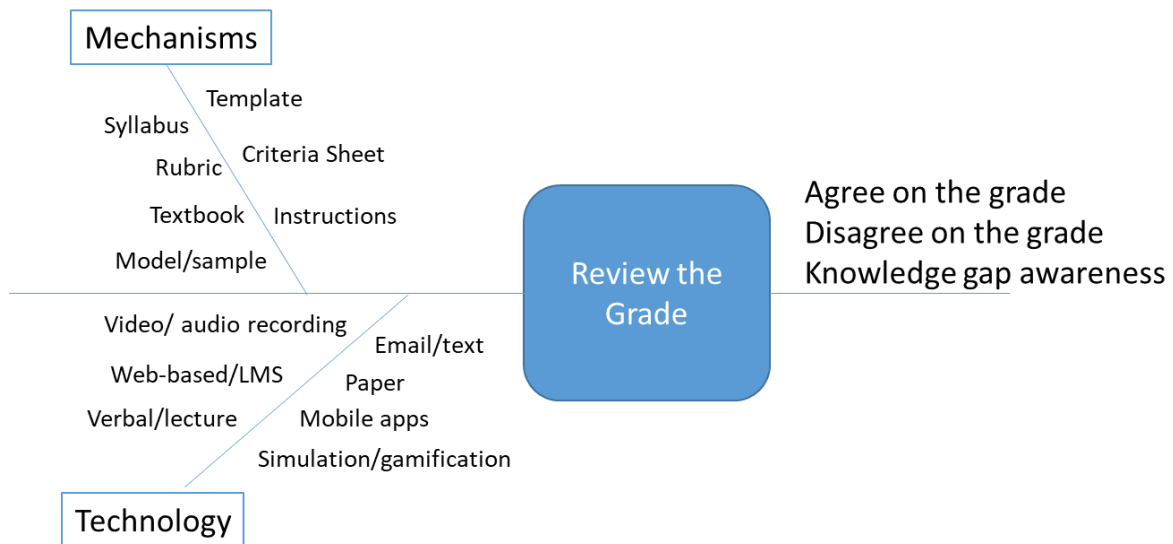 Mechanisms
Template
Syllabus
Criteria Sheet
Rubric
Textbook
Instructions
Model/sample
Review the
Grade
Agree on the grade
Disagree on the grade
Knowledge gap awareness
Video/ audio recording
Email/text
Web-based/LMS
Paper
Verbal/lecture
Mobile apps
Simulation/gamification
Technology